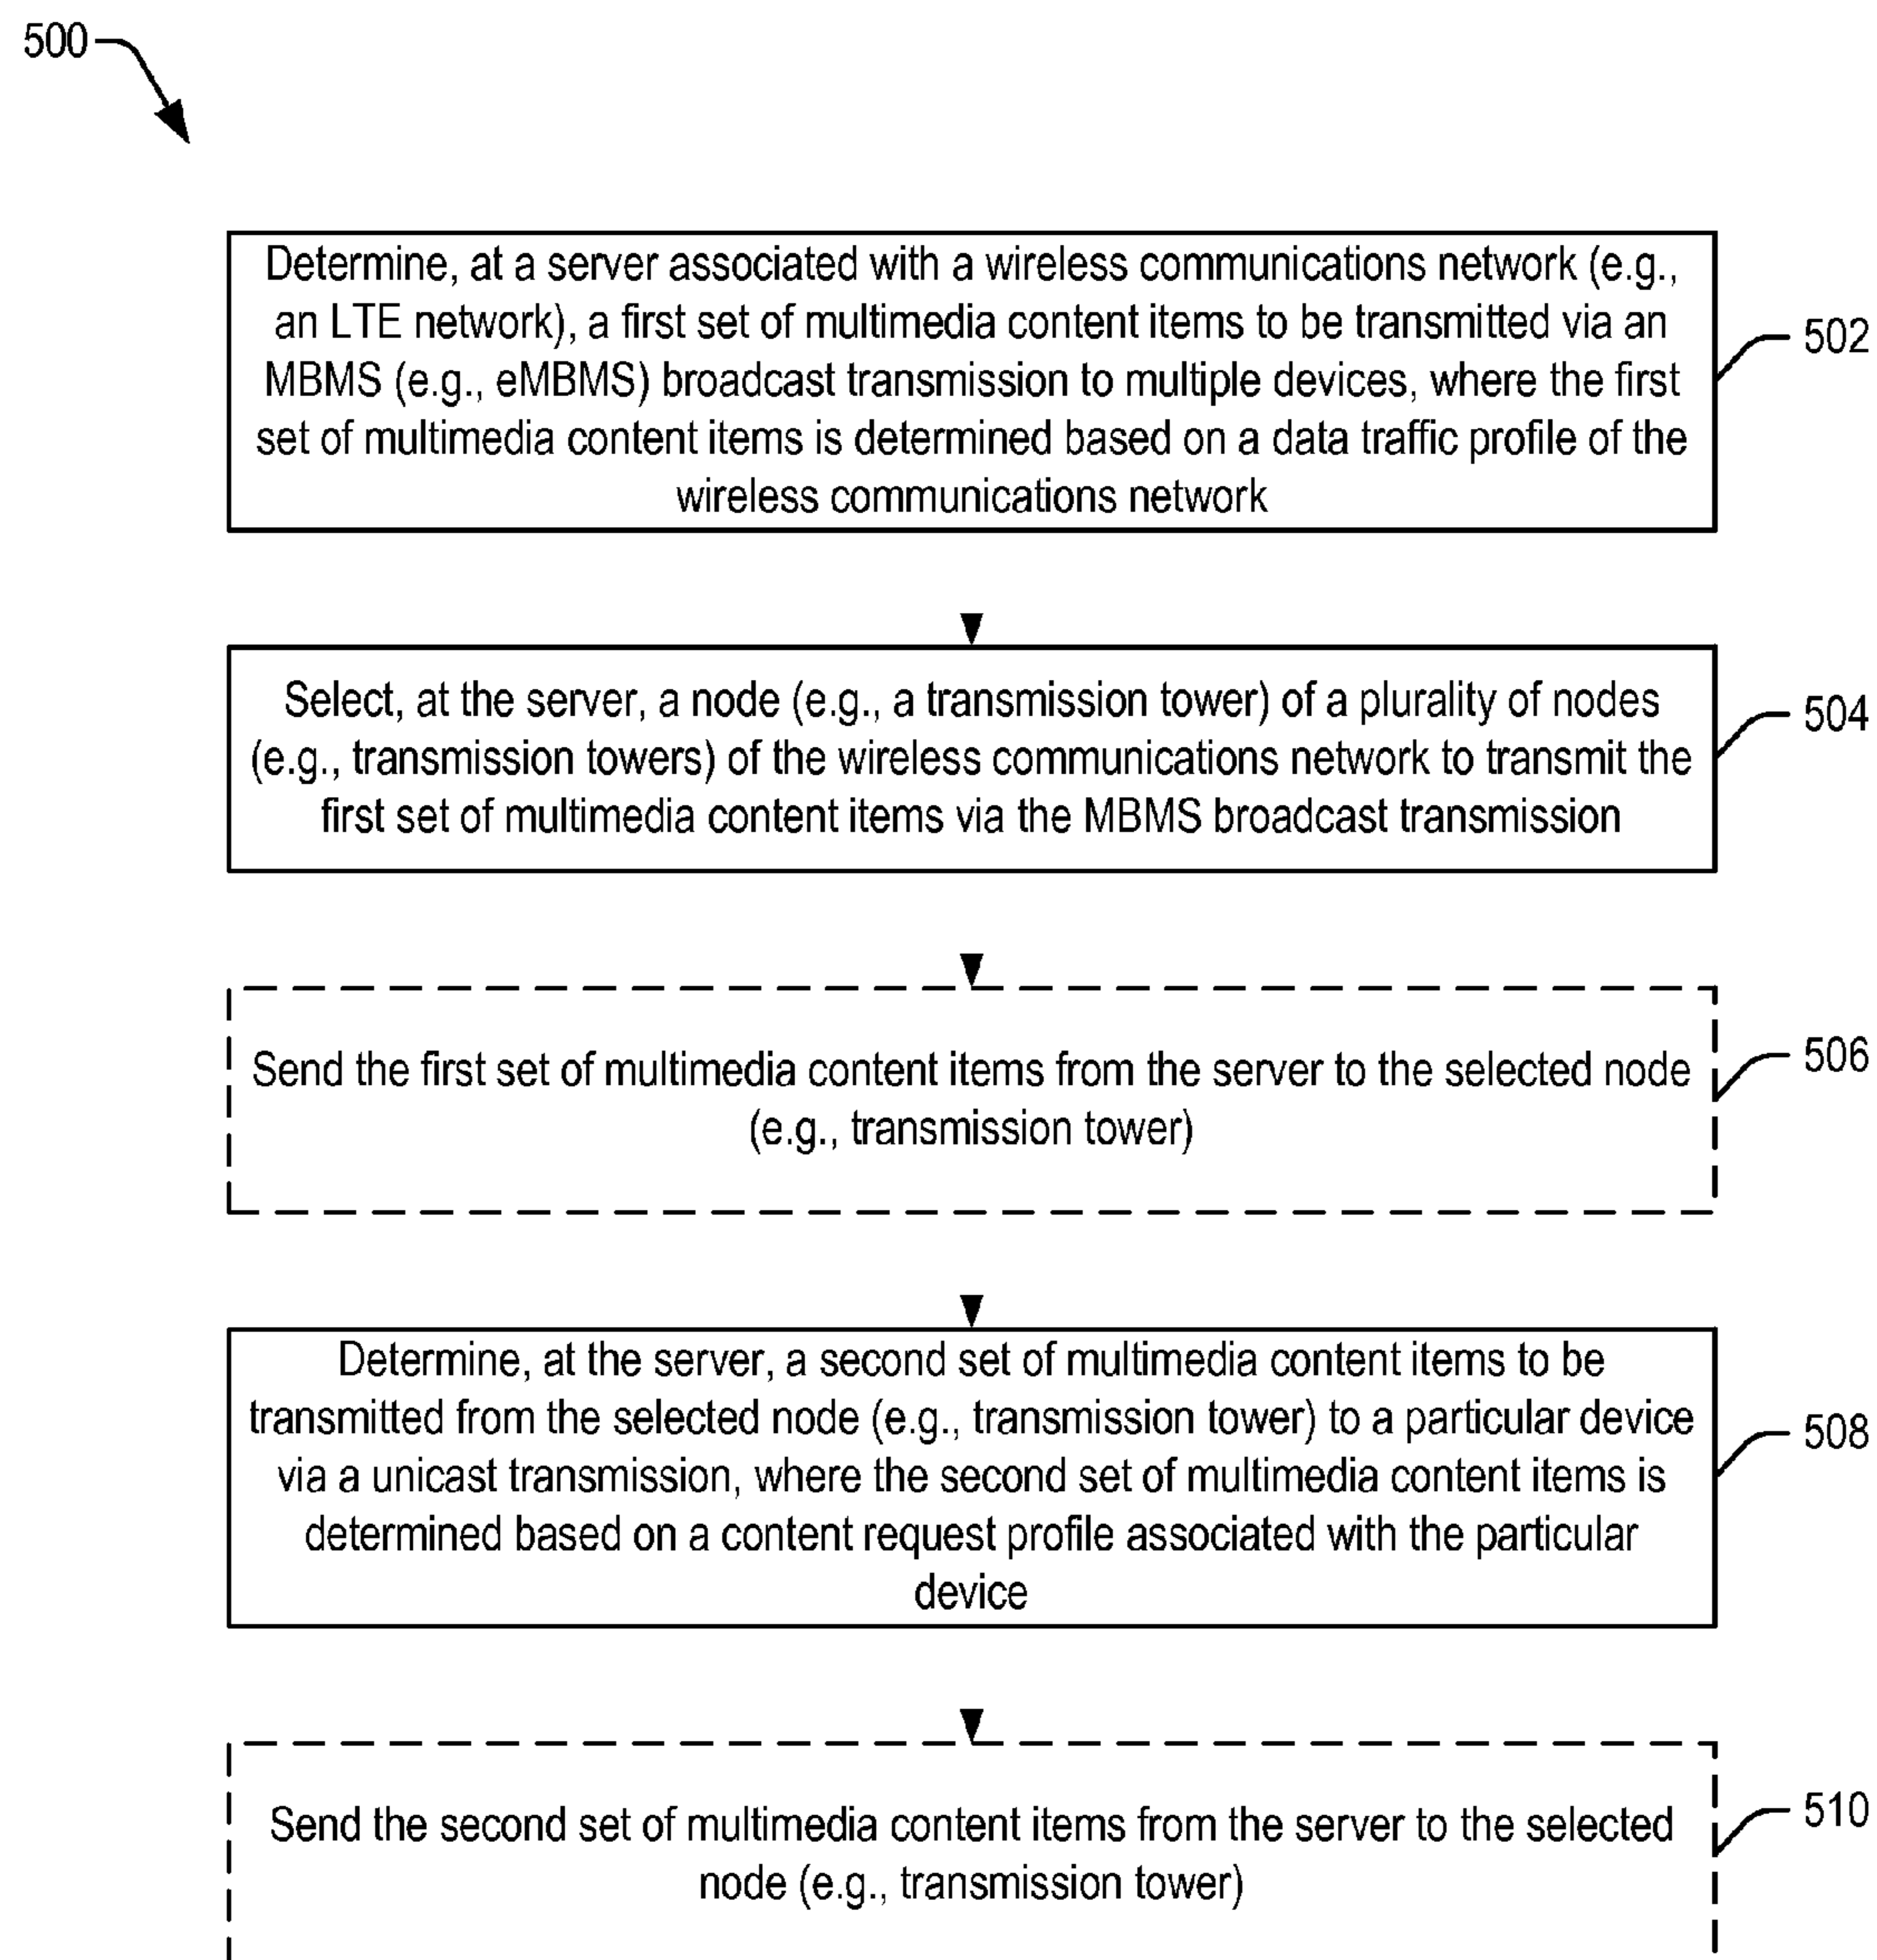 500
Determine, at a server associated with a wireless communications network (e.g.,
an LTE network), a first set of multimedia content items to be transmitted via an
MBMS (e.g., eMBMS) broadcast transmission to multiple devices, where the first
set of multimedia content items is determined based on a data traffic profile of the
wireless communications network
502
Select, at the server, a node (e.g., a transmission tower) of a plurality of nodes
(e.g., transmission towers) of the wireless communications network to transmit the
first set of multimedia content items via the MBMS broadcast transmission
504
Send the first set of multimedia content items from the server to the selected node
(e.g., transmission tower)
506
Determine, at the server, a second set of multimedia content items to be
transmitted from the selected node (e.g., transmission tower) to a particular device
via a unicast transmission, where the second set of multimedia content items is
determined based on a content request profile associated with the particular
device
508
Send the second set of multimedia content items from the server to the selected
node (e.g., transmission tower)
510